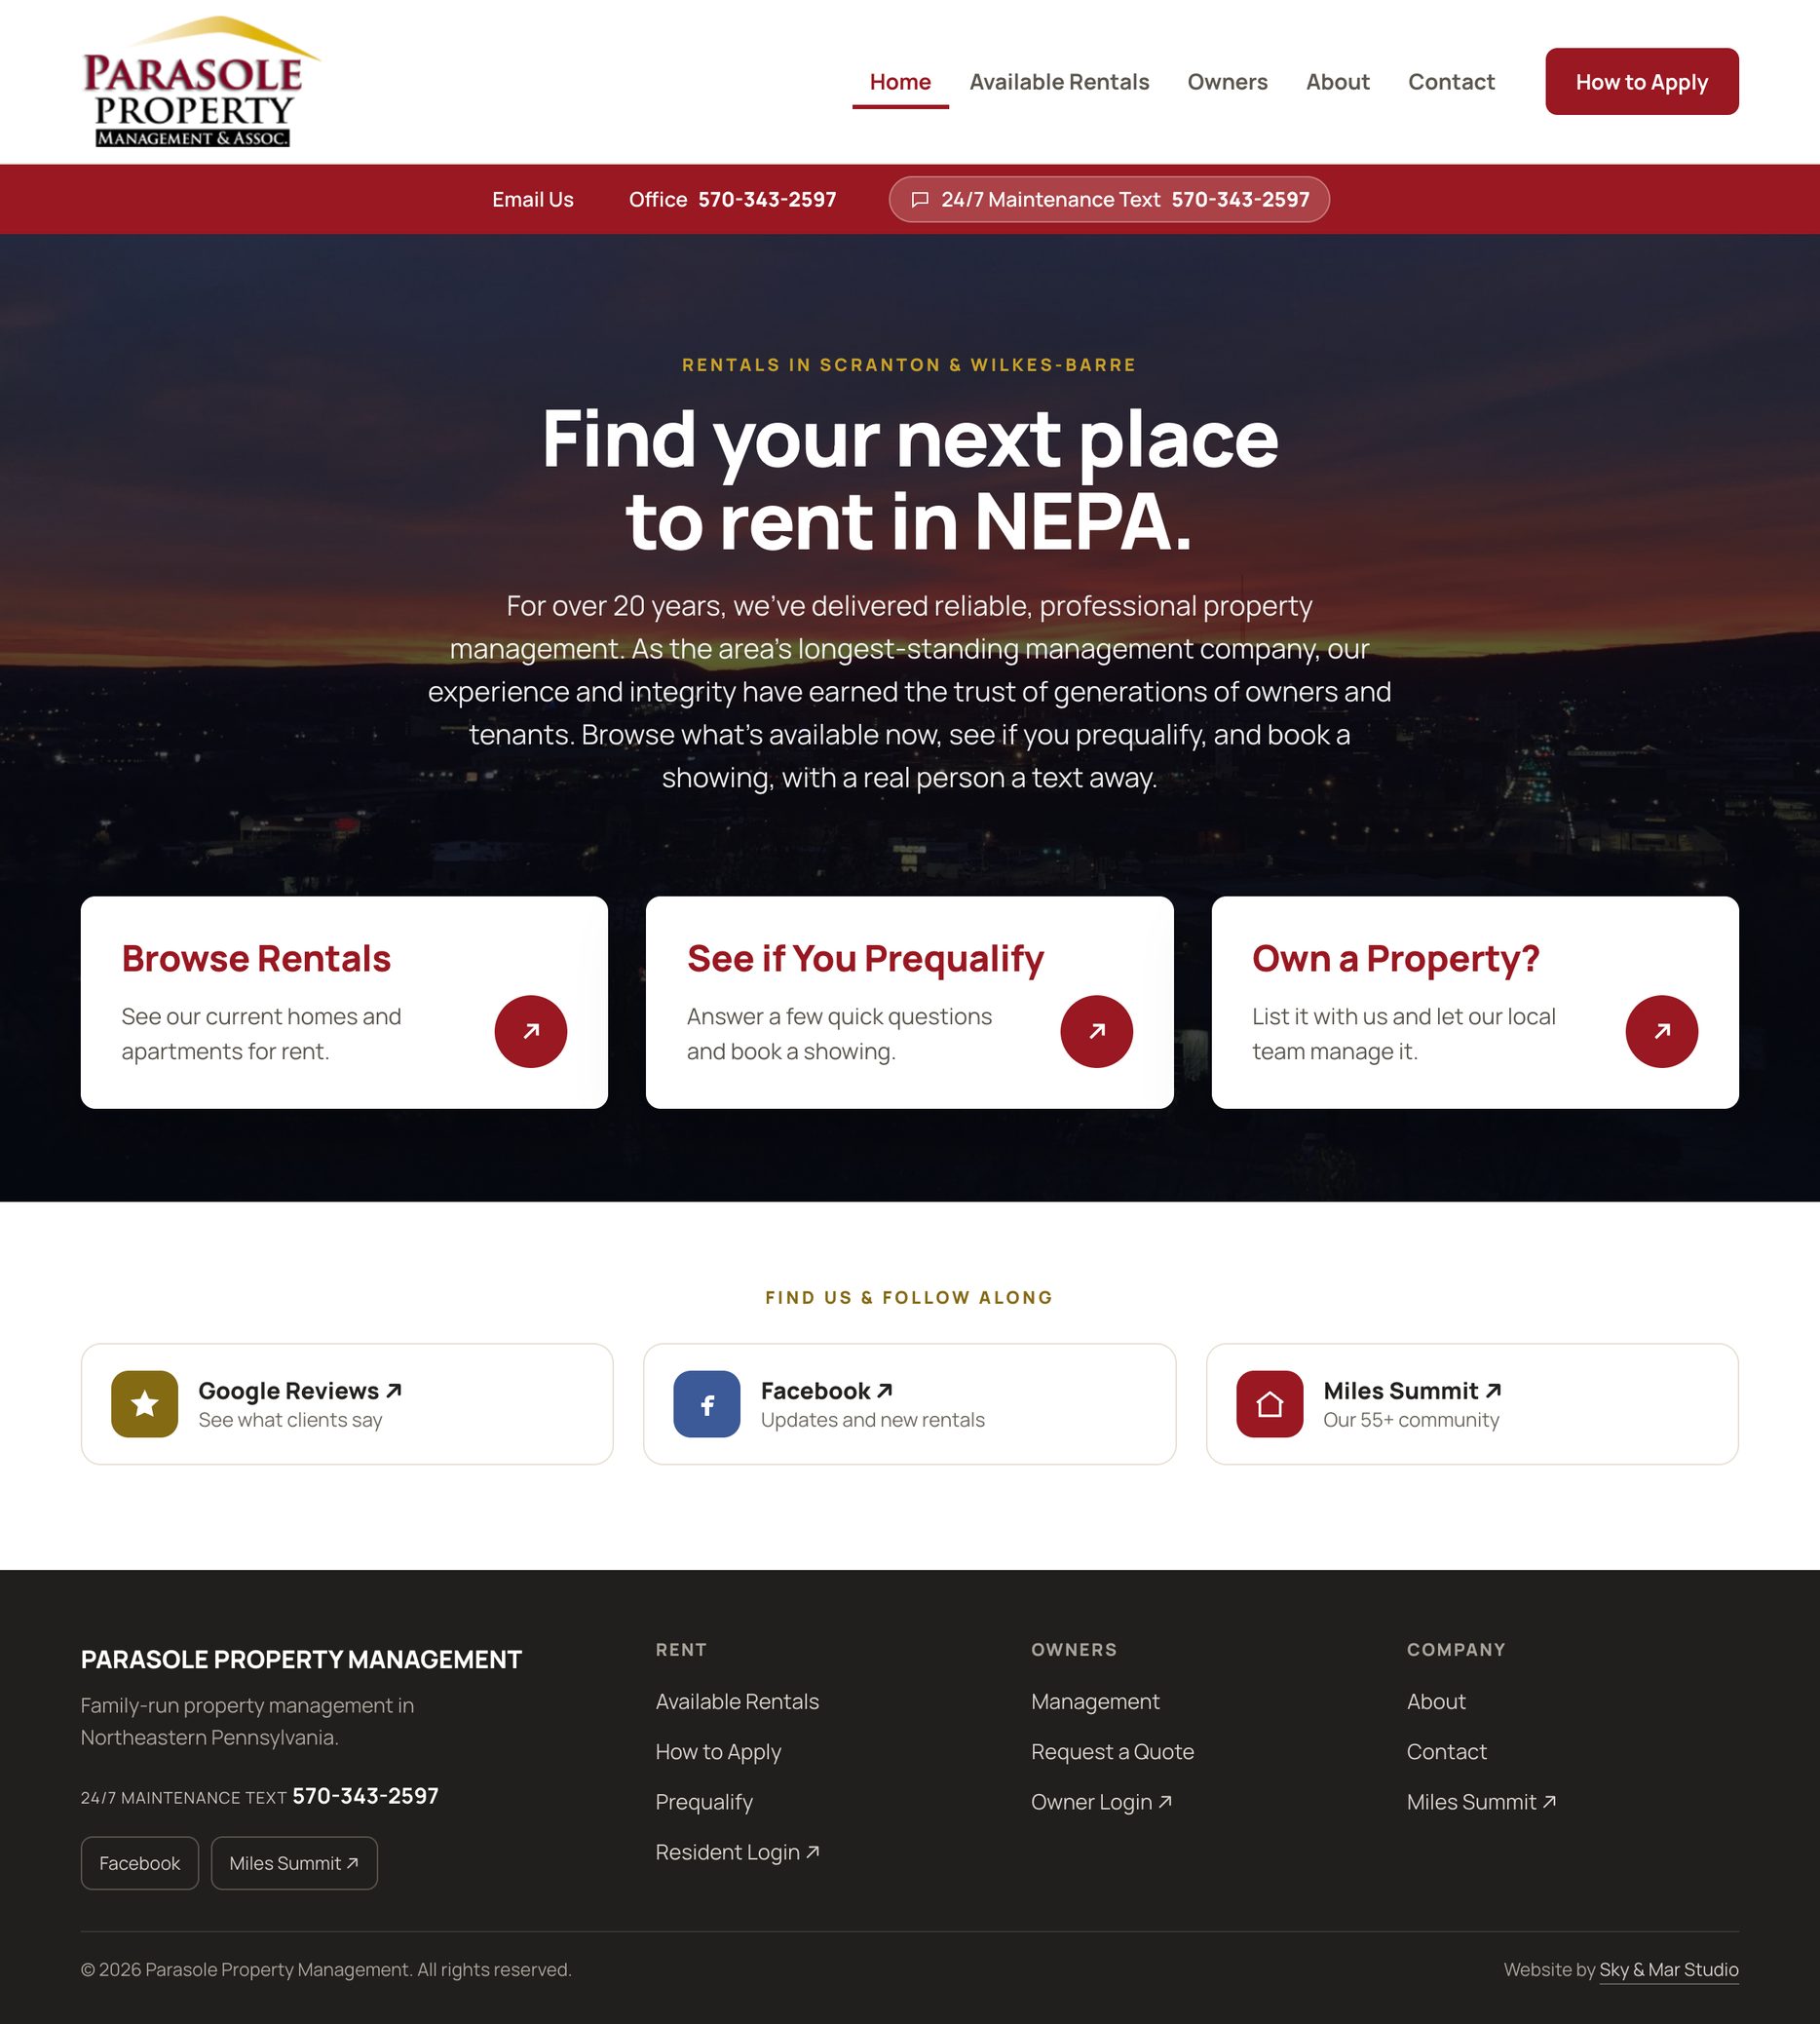 PARASOLE
PROPERTY
MANAGEMENT & ASSOC.
Home Available Rentals Owners About Contact How to Apply
Email Us Office 570-343-2597 24/7 Maintenance Text 570-343-2597
RENTALS IN SCRANTON & WILKES-BARRE
Find your next place
to rent in NEPA.
For over 20 years, we’ve delivered reliable, professional property
management. As the area’s longest-standing management company, our
experience and integrity have earned the trust of generations of owners and
tenants. Browse what’s available now, see if you prequalify, and book a
showing, with a real person a text away.
Browse Rentals
See our current homes and
apartments for rent.
See if You Prequalify
Answer a few quick questions
and book a showing.
Own a Property?
List it with us and let our local
team manage it.
FIND US & FOLLOW ALONG
Google Reviews ↗
See what clients say
Facebook ↗
Updates and new rentals
Miles Summit ↗
Our 55+ community
PARASOLE PROPERTY MANAGEMENT
Family-run property management in
Northeastern Pennsylvania.
24/7 MAINTENANCE TEXT 570-343-2597
Facebook Miles Summit ↗
RENT
Available Rentals
How to Apply
Prequalify
Resident Login ↗
OWNERS
Management
Request a Quote
Owner Login ↗
COMPANY
About
Contact
Miles Summit ↗
© 2026 Parasole Property Management. All rights reserved.
Website by Sky & Mar Studio